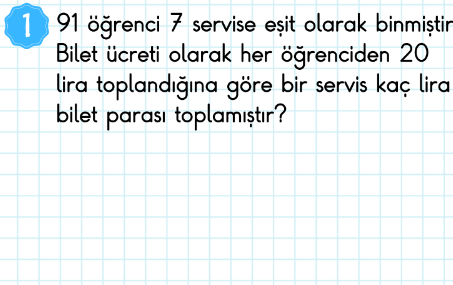 1 91 öğrenci 7 servise eşit olarak binmiştir
Bilet ücreti olarak her öğrenciden 20
lira toplandığına göre bir servis kaç lira
bilet parası toplamıştır?